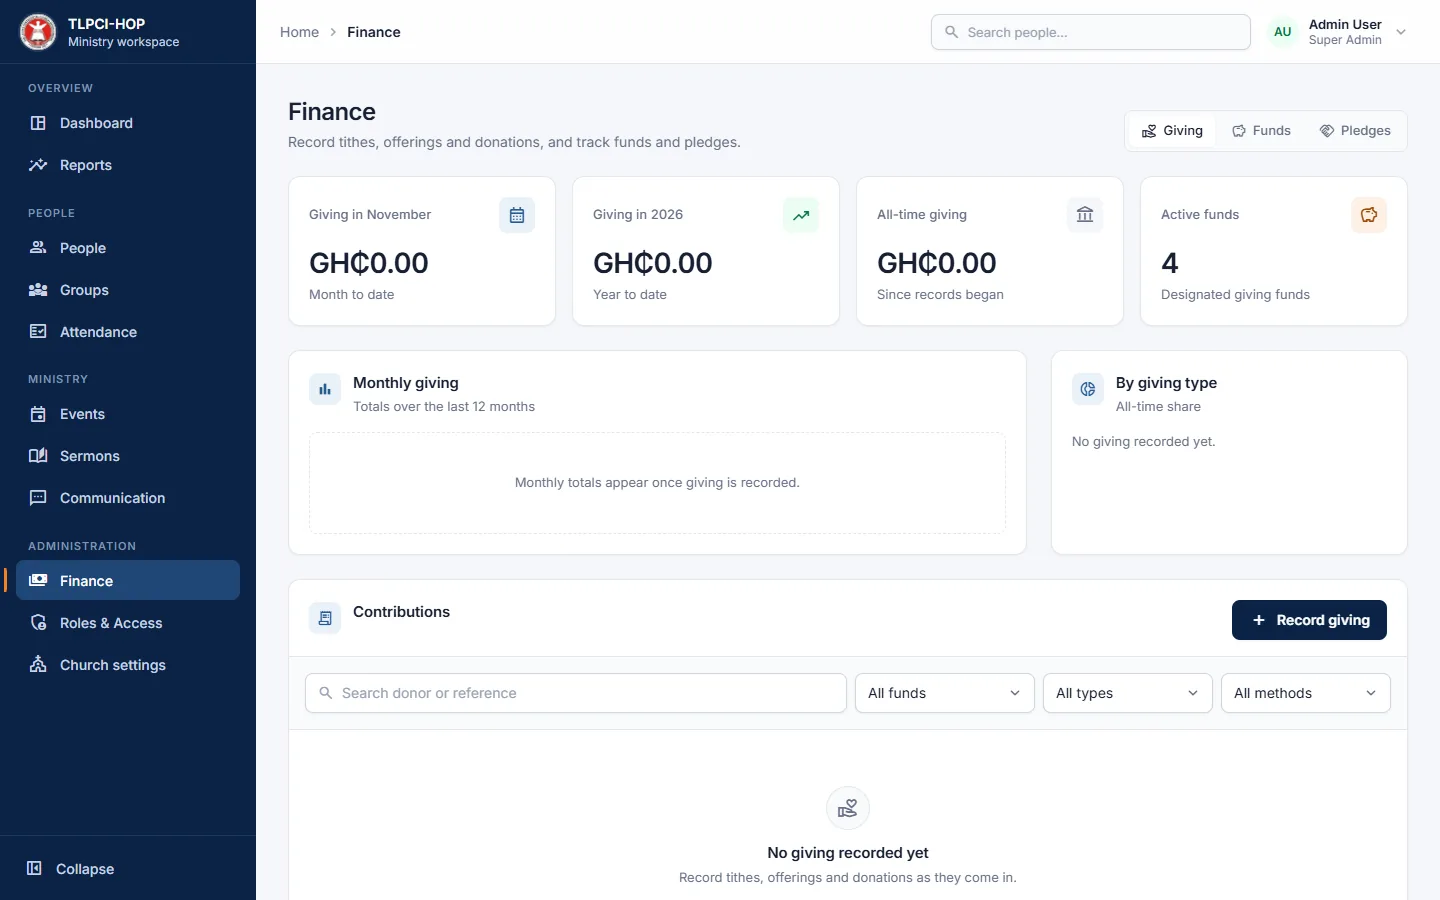 TLPCI-HOP
Ministry workspace
OVERVIEW
Dashboard
Reports
PEOPLE
People
Groups
Attendance
MINISTRY
Events
Sermons
Communication
ADMINISTRATION
Finance
Roles & Access
Church settings
Collapse
Home > Finance
Search people...
AU
Admin User
Super Admin
Finance
Record tithes, offerings and donations, and track funds and pledges.
Giving
Funds
Pledges
Giving in November
GH₵0.00
Month to date
Giving in 2026
GH₵0.00
Year to date
All-time giving
GH₵0.00
Since records began
Active funds
4
Designated giving funds
Monthly giving
Totals over the last 12 months
Monthly totals appear once giving is recorded.
By giving type
All-time share
No giving recorded yet.
Contributions
+ Record giving
Search donor or reference
All funds
All types
All methods
No giving recorded yet
Record tithes, offerings and donations as they come in.